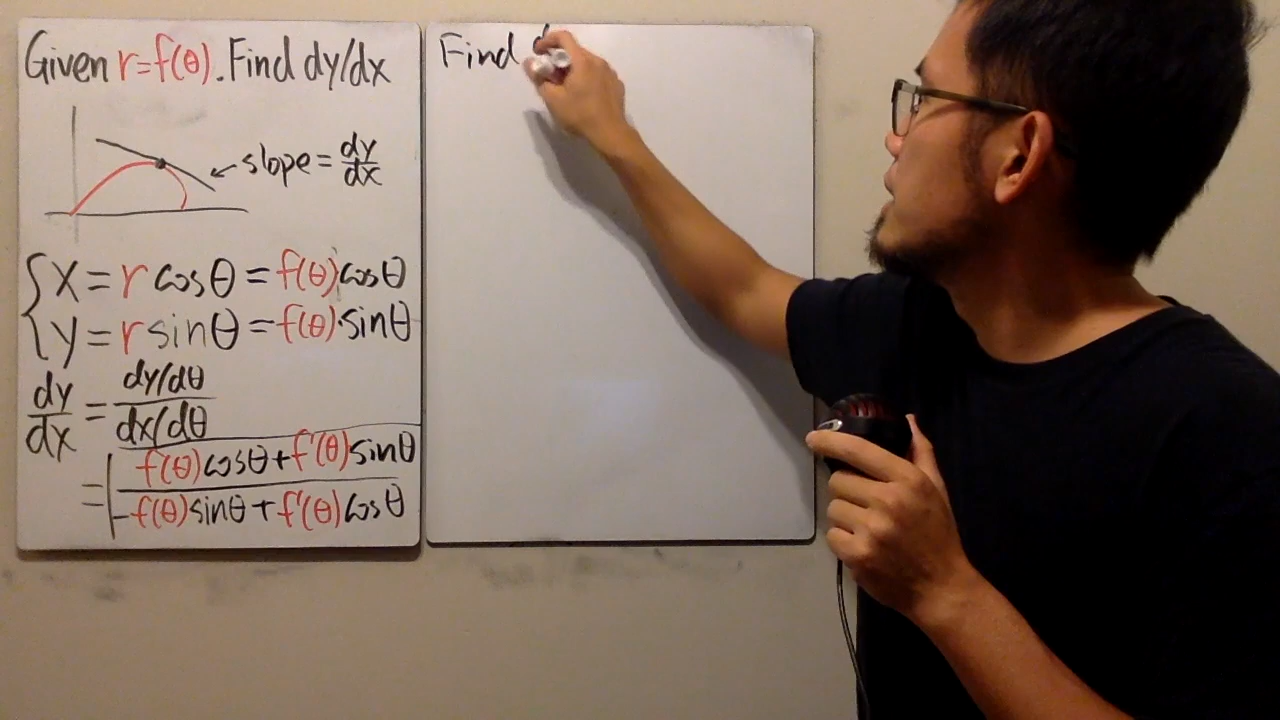 Given r=f(θ). Find dy/dx
slope = dy/dx
x = r cosθ = f(θ)cosθ
y = r sinθ = f(θ)·sinθ
dy/dx = (dy/dθ)/(dx/dθ)
= (f(θ)cosθ + f'(θ)sinθ)/(-f(θ)sinθ + f'(θ)cosθ)
Find